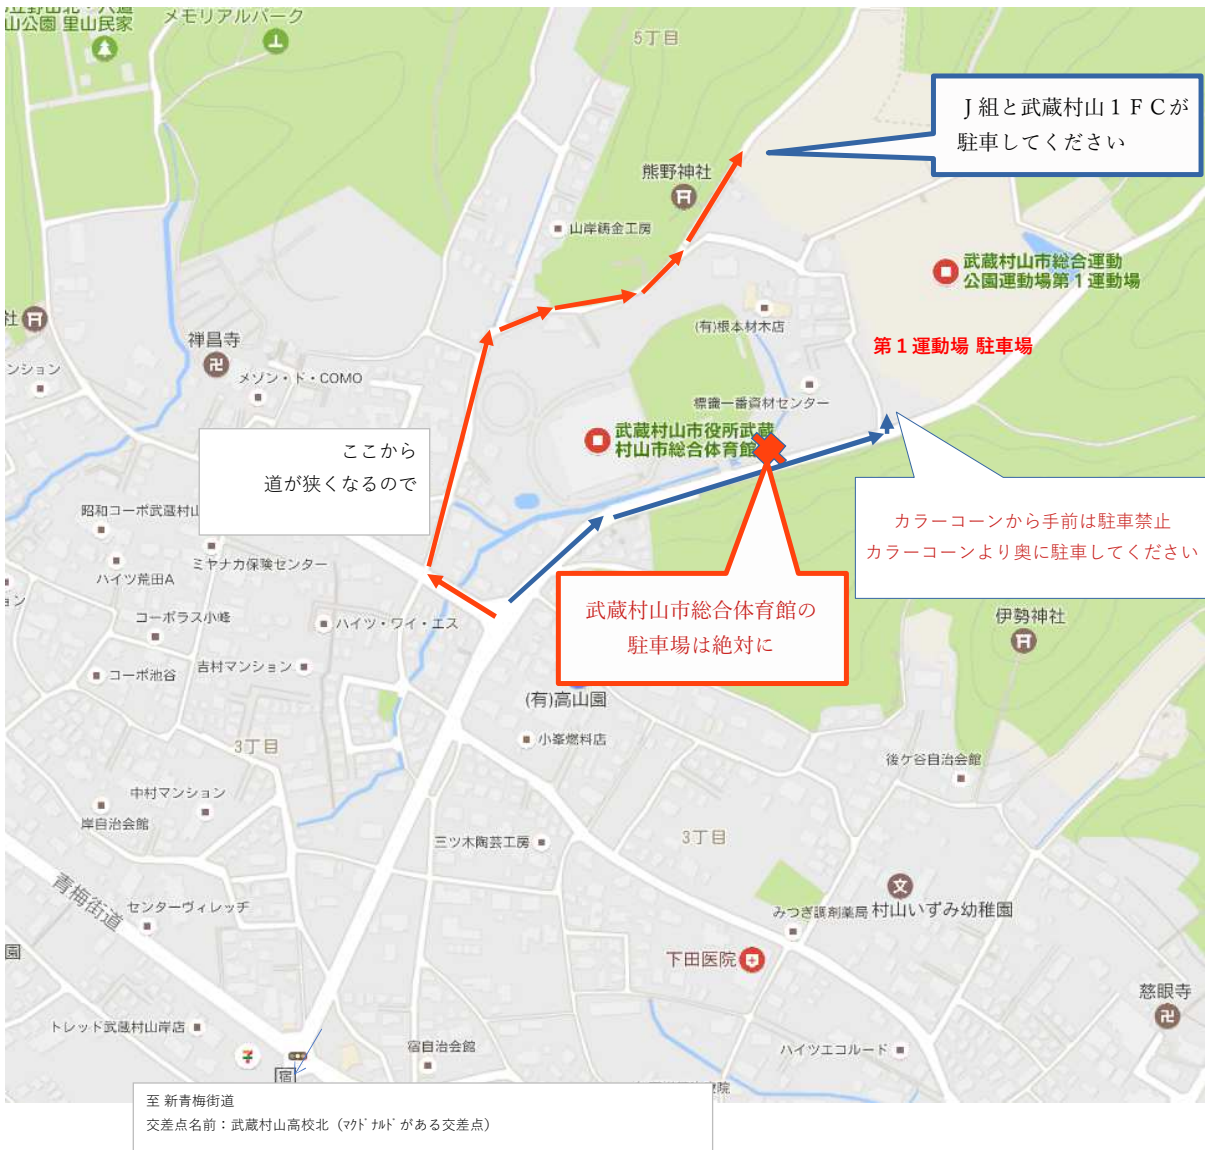 山公園 里山民家
メモリアルパーク
5丁目
J組と武蔵村山1FCが
駐車してください
熊野神社
山岸鋳金工房
武蔵村山市総合運動
公園運動場第1運動場
社
禅昌寺
(有)根本材木店
第1運動場 駐車場
ンション
メゾン・ド・COMO
標識一番資材センター
武蔵村山市役所武蔵
村山市総合体育館
ここから
道が狭くなるので
昭和コーポ武蔵村山
カラーコーンから手前は駐車禁止
カラーコーンより奥に駐車してください
ミヤナカ保険センター
ハイツ荒田A
ョン
コーポラス小峰
ハイツ・ワイ・エス
武蔵村山市総合体育館の
駐車場は絶対に
伊勢神社
吉村マンション
コーポ池谷
(有)高山園
小峯燃料店
3丁目
後ケ谷自治会館
中村マンション
岸自治会館
三ツ木陶芸工房
3丁目
青梅街道
センターヴィレッヂ
文
みつぎ調剤薬局
村山いずみ幼稚園
園
下田医院
慈眼寺
トレッド武蔵村山岸店
宿自治会館
ハイツエコルード
宿
院
至 新青梅街道
交差点名前：武蔵村山高校北（ﾏｸﾄﾞﾅﾙﾄﾞがある交差点）